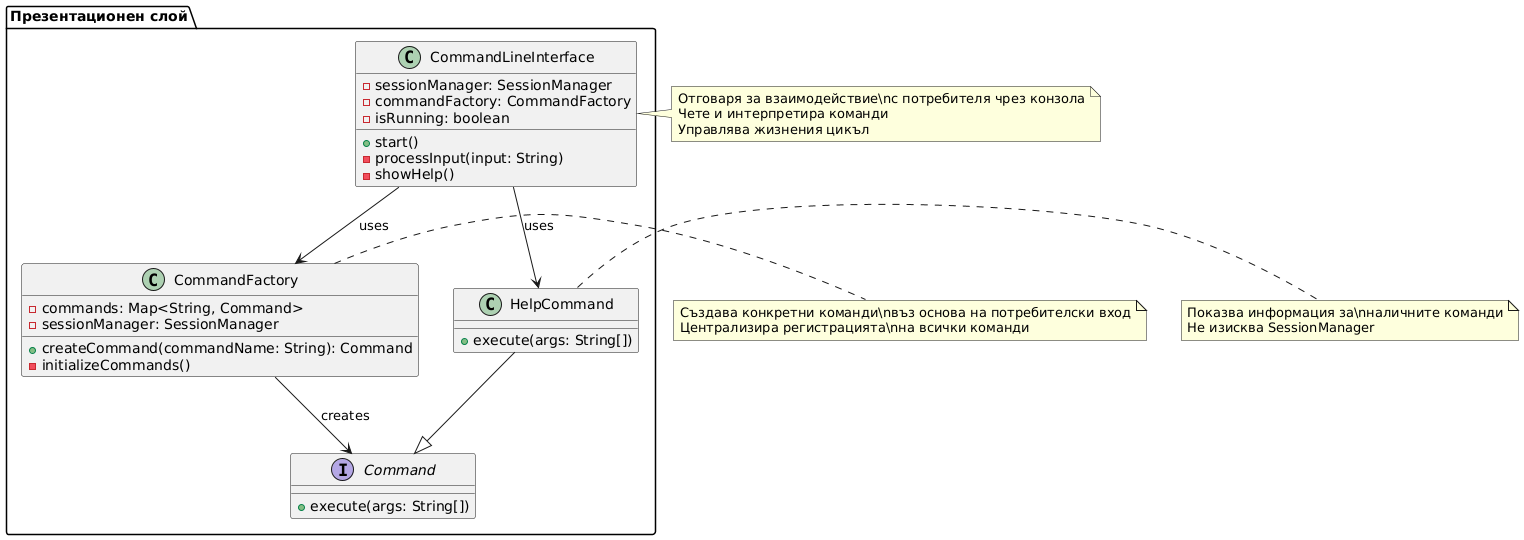 Презентационен слой
CommandLineInterface
sessionManager: SessionManager
commandFactory: CommandFactory
isRunning: boolean
start()
processInput(input: String)
showHelp()
Отговаря за взаимодействие\nс потребителя чрез конзола
Чете и интерпретира команди
Управлява жизнения цикъл
uses
uses
CommandFactory
commands: Map<String, Command>
sessionManager: SessionManager
createCommand(commandName: String): Command
initializeCommands()
HelpCommand
execute(args: String[])
Създава конкретни команди\nвъз основа на потребителски вход
Централизира регистрацията\nна всички команди
Показва информация за\nналичните команди
Не изисква SessionManager
creates
Command
execute(args: String[])